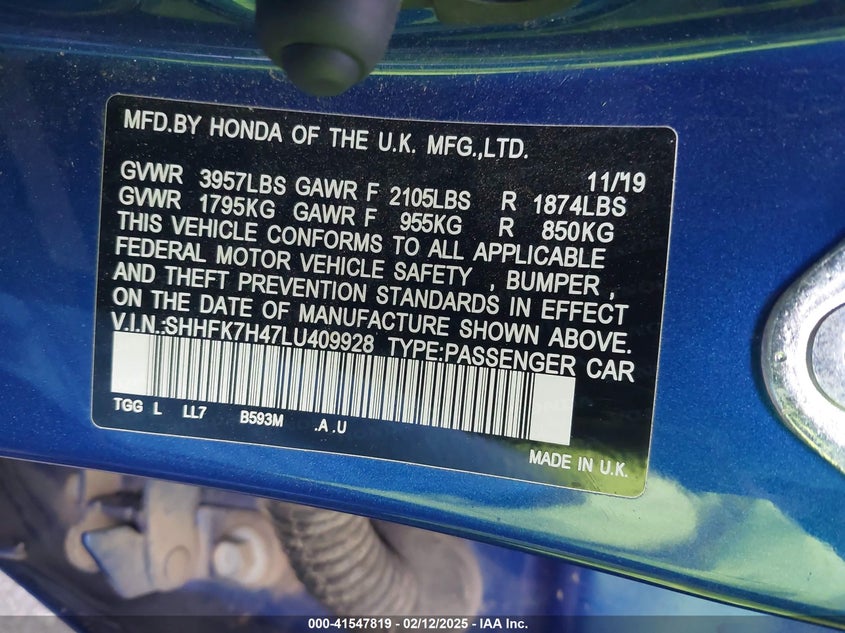 MFD.BY HONDA OF THE U.K. MFG.,LTD.
11/'19
GVWR 3957LBS GAWR F 2105LBS R 1874LBS
GVWR 1795KG GAWR F 955KG R 850KG
THIS VEHICLE CONFORMS TO ALL APPLICABLE
FEDERAL MOTOR VEHICLE SAFETY , BUMPER ,
AND THEFT PREVENTION STANDARDS IN EFFECT
ON THE DATE OF MANUFACTURE SHOWN ABOVE.
V.I.N.:SHHFK7H47LU409928 TYPE:PASSENGER CAR
TGG L LL7 B593M .A .U
MADE IN U.K.
000-41547819 / 02/12/2025 / IAA Inc.